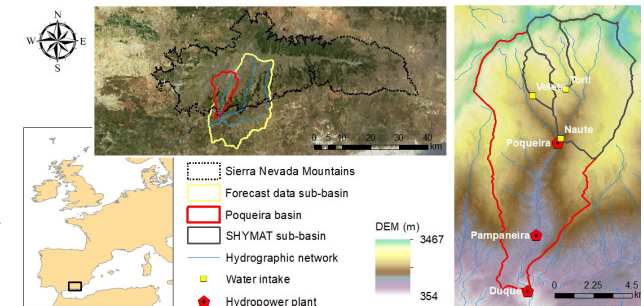 N
W E
S
0 5 10 20 30 40
km
Veleta Toril
Naute
Poqueira
Pampaneira
Duque
0 2.25 4.5
km
Sierra Nevada Mountains
Forecast data sub-basin
Poqueira basin
SHYMAT sub-basin
Hydrographic network
Water intake
Hydropower plant
DEM (m)
3467
354